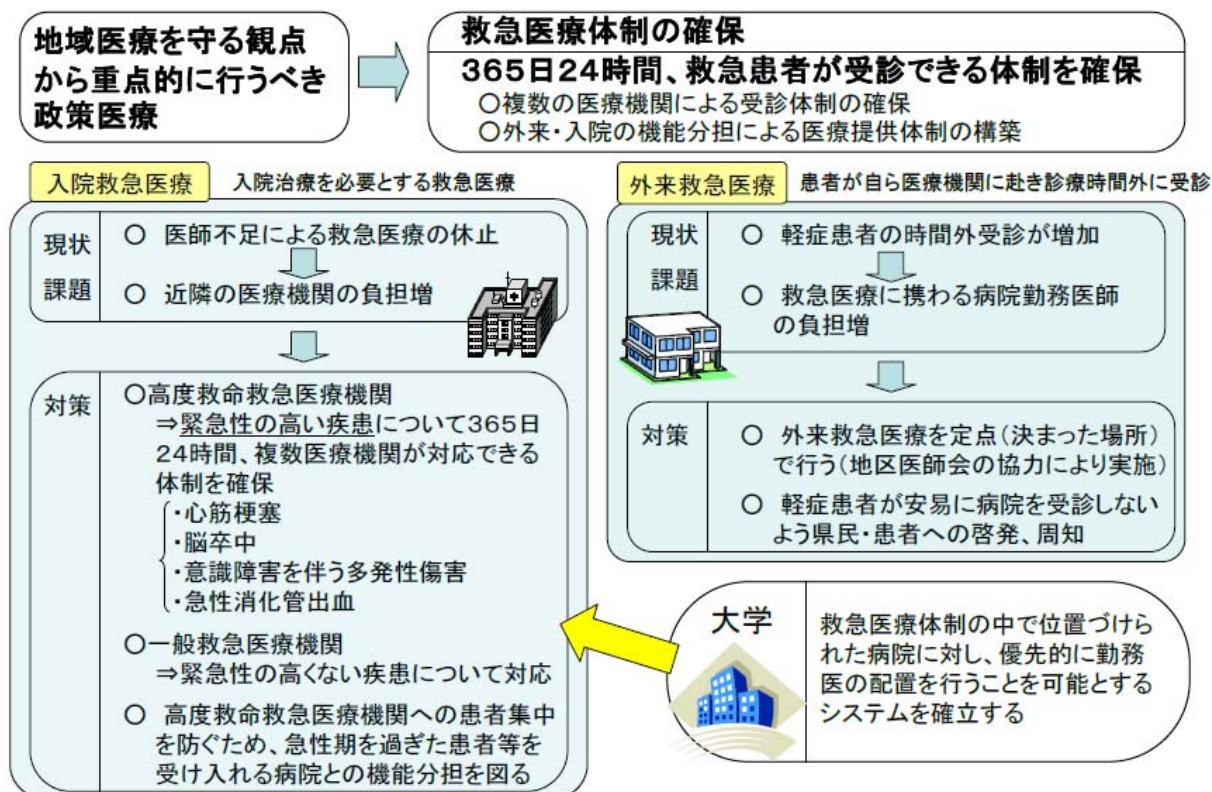 地域医療を守る観点
から重点的に行うべき
政策医療
救急医療体制の確保
365日24時間、救急患者が受診できる体制を確保
○複数の医療機関による受診体制の確保
○外来・入院の機能分担による医療提供体制の構築
入院救急医療
入院治療を必要とする救急医療
現状
課題
○ 医師不足による救急医療の休止
○ 近隣の医療機関の負担増
対策
○高度救命救急医療機関
⇒緊急性の高い疾患について365日
24時間、複数医療機関が対応できる
体制を確保
・心筋梗塞
・脳卒中
・意識障害を伴う多発性傷害
・急性消化管出血
○一般救急医療機関
⇒緊急性の高くない疾患について対応
○ 高度救命救急医療機関への患者集中
を防ぐため、急性期を過ぎた患者等を
受け入れる病院との機能分担を図る
外来救急医療
患者が自ら医療機関に赴き診療時間外に受診
現状
課題
○ 軽症患者の時間外受診が増加
○ 救急医療に携わる病院勤務医師
の負担増
対策
○ 外来救急医療を定点(決まった場所)
で行う(地区医師会の協力により実施)
○ 軽症患者が安易に病院を受診しない
よう県民・患者への啓発、周知
大学
救急医療体制の中で位置づけら
れた病院に対し、優先的に勤務
医の配置を行うことを可能とする
システムを確立する